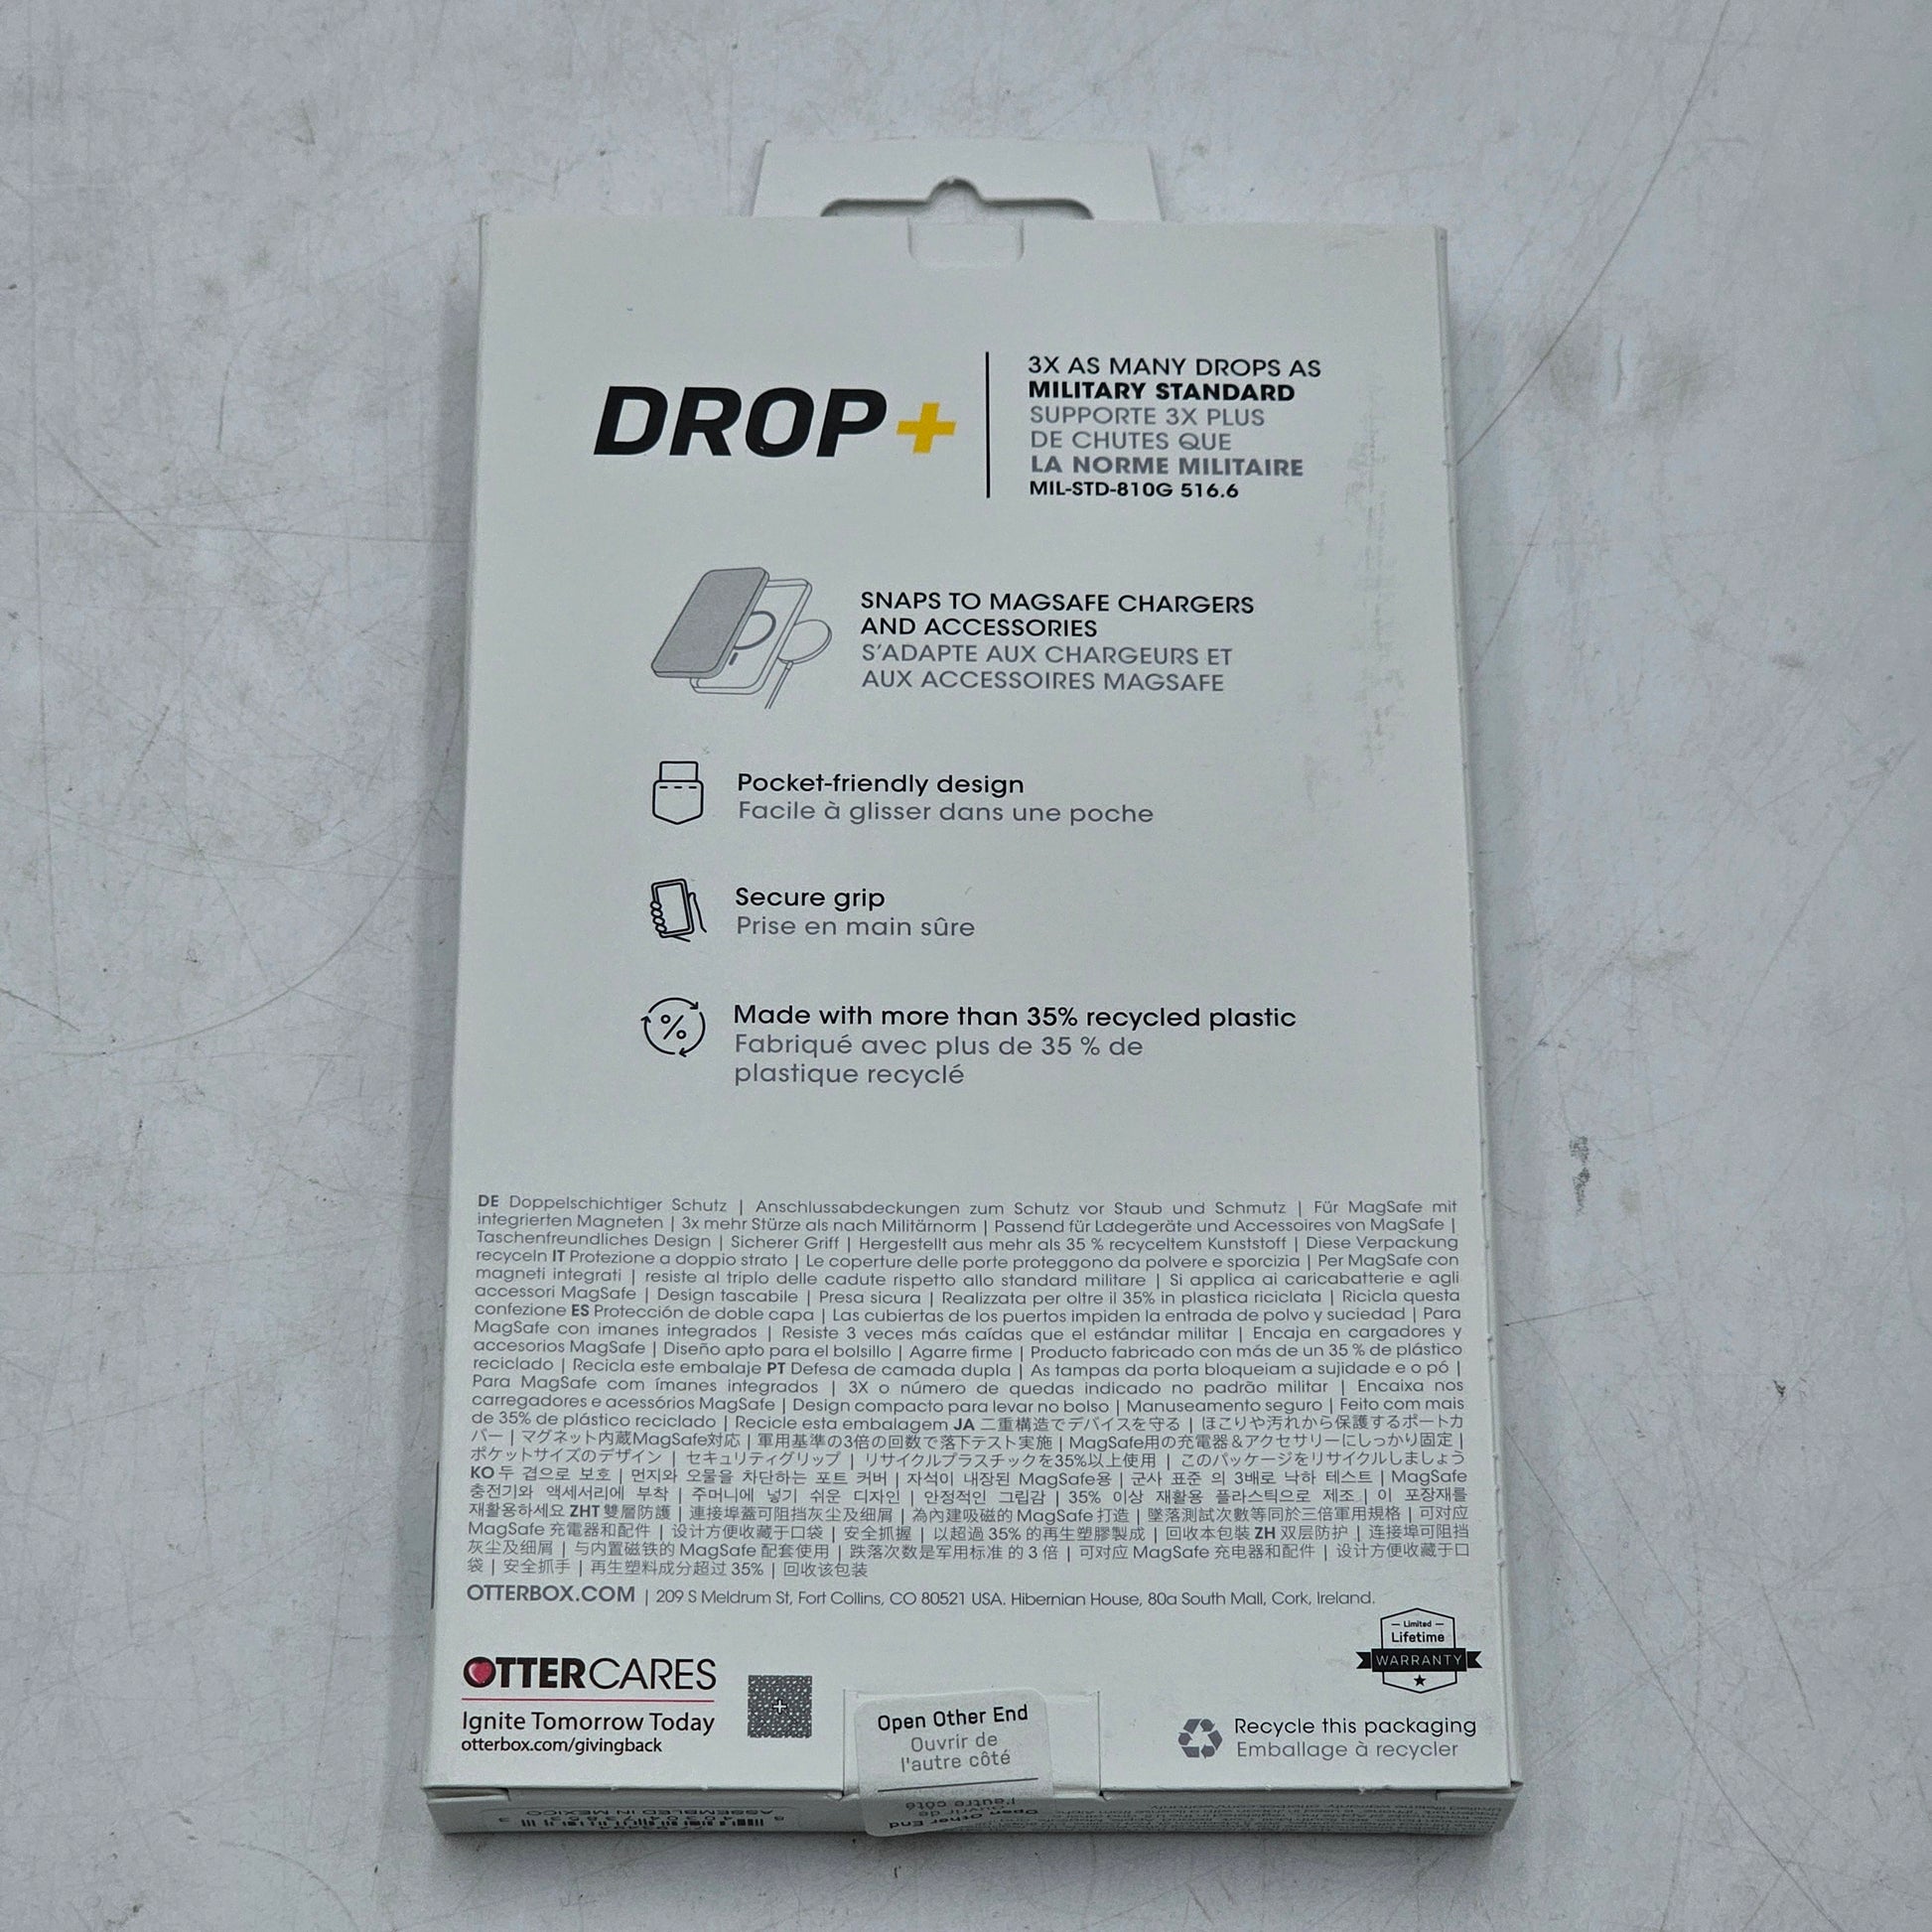 DROP+
3X AS MANY DROPS AS
MILITARY STANDARD
SUPPORTE 3X PLUS
DE CHUTES QUE
LA NORME MILITAIRE
MIL-STD-810G 516.6
SNAPS TO MAGSAFE CHARGERS
AND ACCESSORIES
S'ADAPTE AUX CHARGEURS ET
AUX ACCESSOIRES MAGSAFE
Pocket-friendly design
Facile à glisser dans une poche
Secure grip
Prise en main sûre
%
Made with more than 35% recycled plastic
Fabriqué avec plus de 35 % de
plastique recyclé
DE Doppelschichtiger Schutz | Anschlussabdeckungen zum Schutz vor Staub und Schmutz | Für MagSafe mit
integrierten Magneten | 3x mehr Stürze als nach Militärnorm | Passend für Ladegeräte und Accessoires von MagSafe |
Taschenfreundliches Design | Sicherer Griff | Hergestellt aus mehr als 35 % recyceltem Kunststoff | Diese Verpackung
recyceln IT Protezione a doppio strato | Le coperture delle porte proteggono da polvere e sporcizia | Per MagSafe con
magneti integrati | resiste al triplo delle cadute rispetto allo standard militare | Si applica ai caricabatterie e agli
accessori MagSafe | Design tascabile | Presa sicura | Realizzata per oltre il 35% in plastica riciclata | Ricicla questa
confezione ES Protección de doble capa | Las cubiertas de los puertos impiden la entrada de polvo y suciedad | Para
MagSafe con imanes integrados | Resiste 3 veces más caídas que el estándar militar | Encaja en cargadores y
accesorios MagSafe | Diseño apto para el bolsillo | Agarre firme | Producto fabricado con más de un 35 % de plástico
reciclado | Recicla este embalaje PT Defesa de camada dupla | As tampas da porta bloqueiam a sujidade e o pó |
Para MagSafe com ímanes integrados | 3X o número de quedas indicado no padrão militar | Encaixa nos
carregadores e acessórios MagSafe | Design compacto para levar no bolso | Manuseamento seguro | Feito com mais
de 35% de plástico reciclado | Recicle esta embalagem JA 二重構造でデバイスを守る | ほこりや汚れから保護するポートカ
バー | マグネット内蔵MagSafe対応 | 軍用基準の3倍の回数で落下テスト実施 | MagSafe用の充電器&アクセサリーにしっかり固定 |
ポケットサイズのデザイン | セキュリティグリップ | リサイクルプラスチックを35%以上使用 | このパッケージをリサイクルしましょう
KO 두 겹으로 보호 | 먼지와 오물을 차단하는 포트 커버 | 자석이 내장된 MagSafe용 | 군사 표준 의 3배로 낙하 테스트 | MagSafe
충전기와 액세서리에 부착 | 주머니에 넣기 쉬운 디자인 | 안정적인 그립감 | 35% 이상 재활용 플라스틱으로 제조 | 이 포장재를
재활용하세요 ZHT 雙層防護 | 連接埠蓋可阻挡灰尘及细屑 | 為內建吸磁的 MagSafe 打造 | 墜落測試次數等同於三倍軍用規格 | 可对应
MagSafe 充電器和配件 | 设计方便收藏于口袋 | 安全抓握 | 以超過 35% 的再生塑膠製成 | 回收本包裝 ZH 双层防护 | 连接埠可阻挡
灰尘及细屑 | 与内置磁铁的 MagSafe 配套使用 | 跌落次数是军用标准 的 3 倍 | 可对应 MagSafe 充电器和配件 | 设计方便收藏于口
袋 | 安全抓手 | 再生塑料成分超过 35% | 回收该包装
OTTERBOX.COM | 209 S Meldrum St, Fort Collins, CO 80521 USA. Hibernian House, 80a South Mall, Cork, Ireland.
Limited
Lifetime
WARRANTY
OTTERCARES
Ignite Tomorrow Today
otterbox.com/givingback
Open Other End
Ouvrir de
l'autre côté
Recycle this packaging
Emballage à recycler
l'autre côté
Ouvrir de
Open Other End
ASSEMBLED IN MEXICO